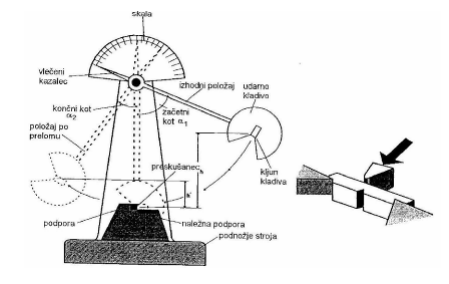 skala
vlečeni
kazalec
izhodni položaj
udarno
kladivo
končni kot
α₂
začetni
kot α₁
položaj po
prelomu
preskušanec
kljun
kladiva
podpora
naležna podpora
podnožje stroja